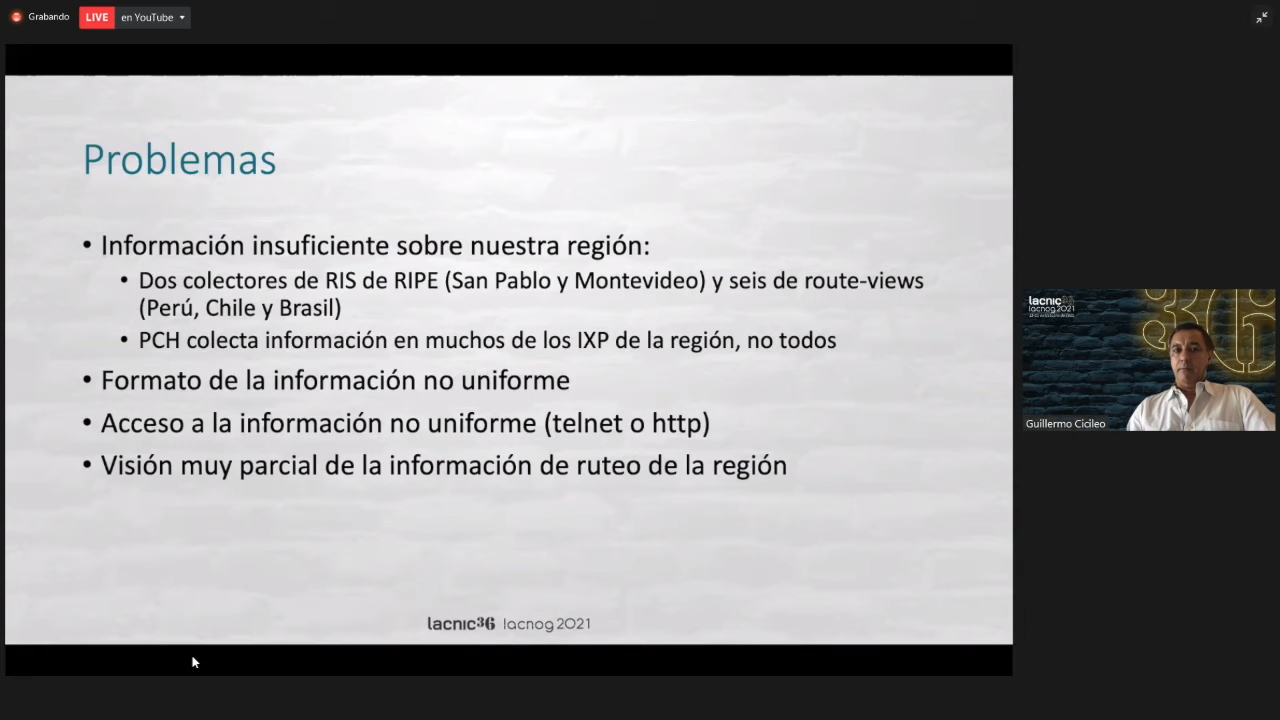 Grabando
LIVE en YouTube
Problemas
• Información insuficiente sobre nuestra región:
• Dos colectores de RIS de RIPE (San Pablo y Montevideo) y seis de route-views
(Perú, Chile y Brasil)
• PCH colecta información en muchos de los IXP de la región, no todos
• Formato de la información no uniforme
• Acceso a la información no uniforme (telnet o http)
• Visión muy parcial de la información de ruteo de la región
lacnic36 lacnog 2021
lacnic36
lacnog 2021
36
Guillermo Cicileo